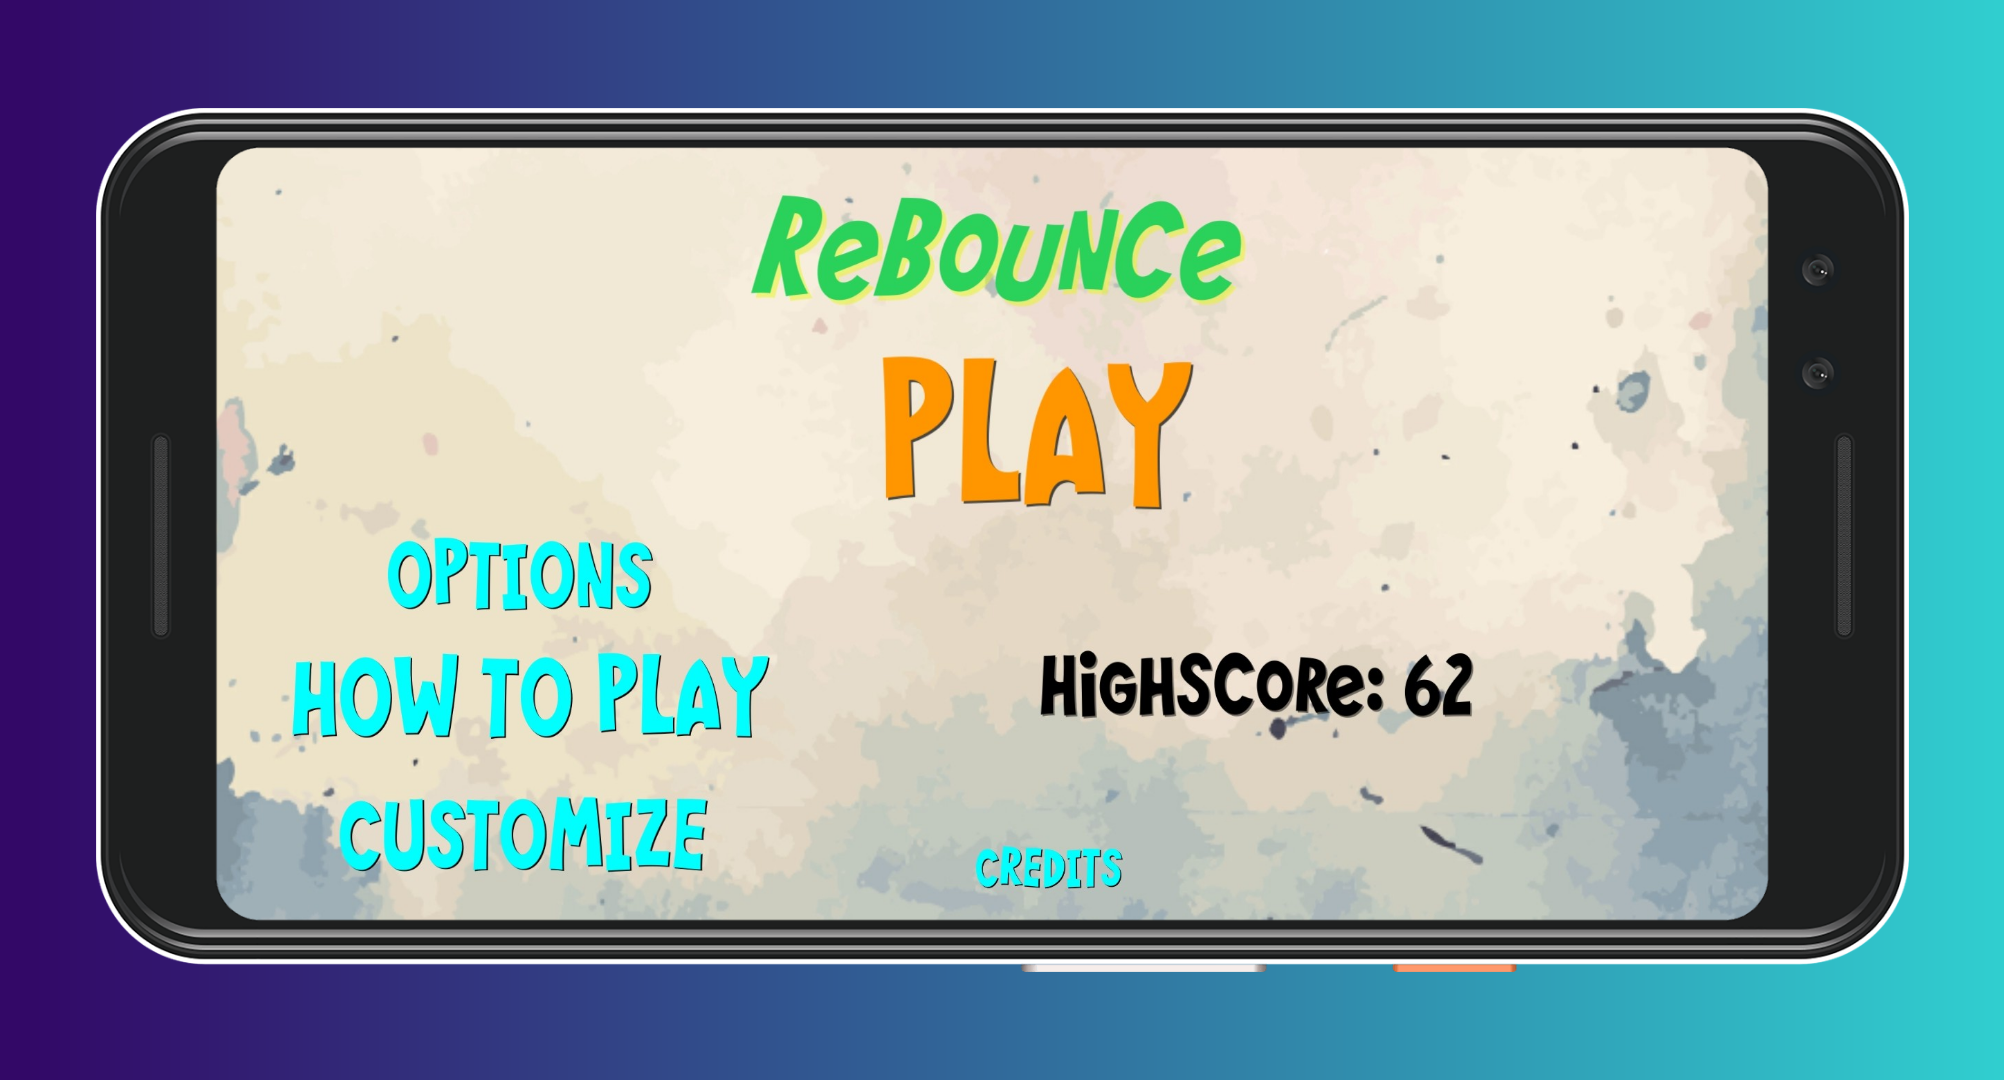 ReBOUNCe
PLAY
OPTIONS
HOW TO PLAY
HiGHSCORe: 62
CUSTOMIZE
CREDITS